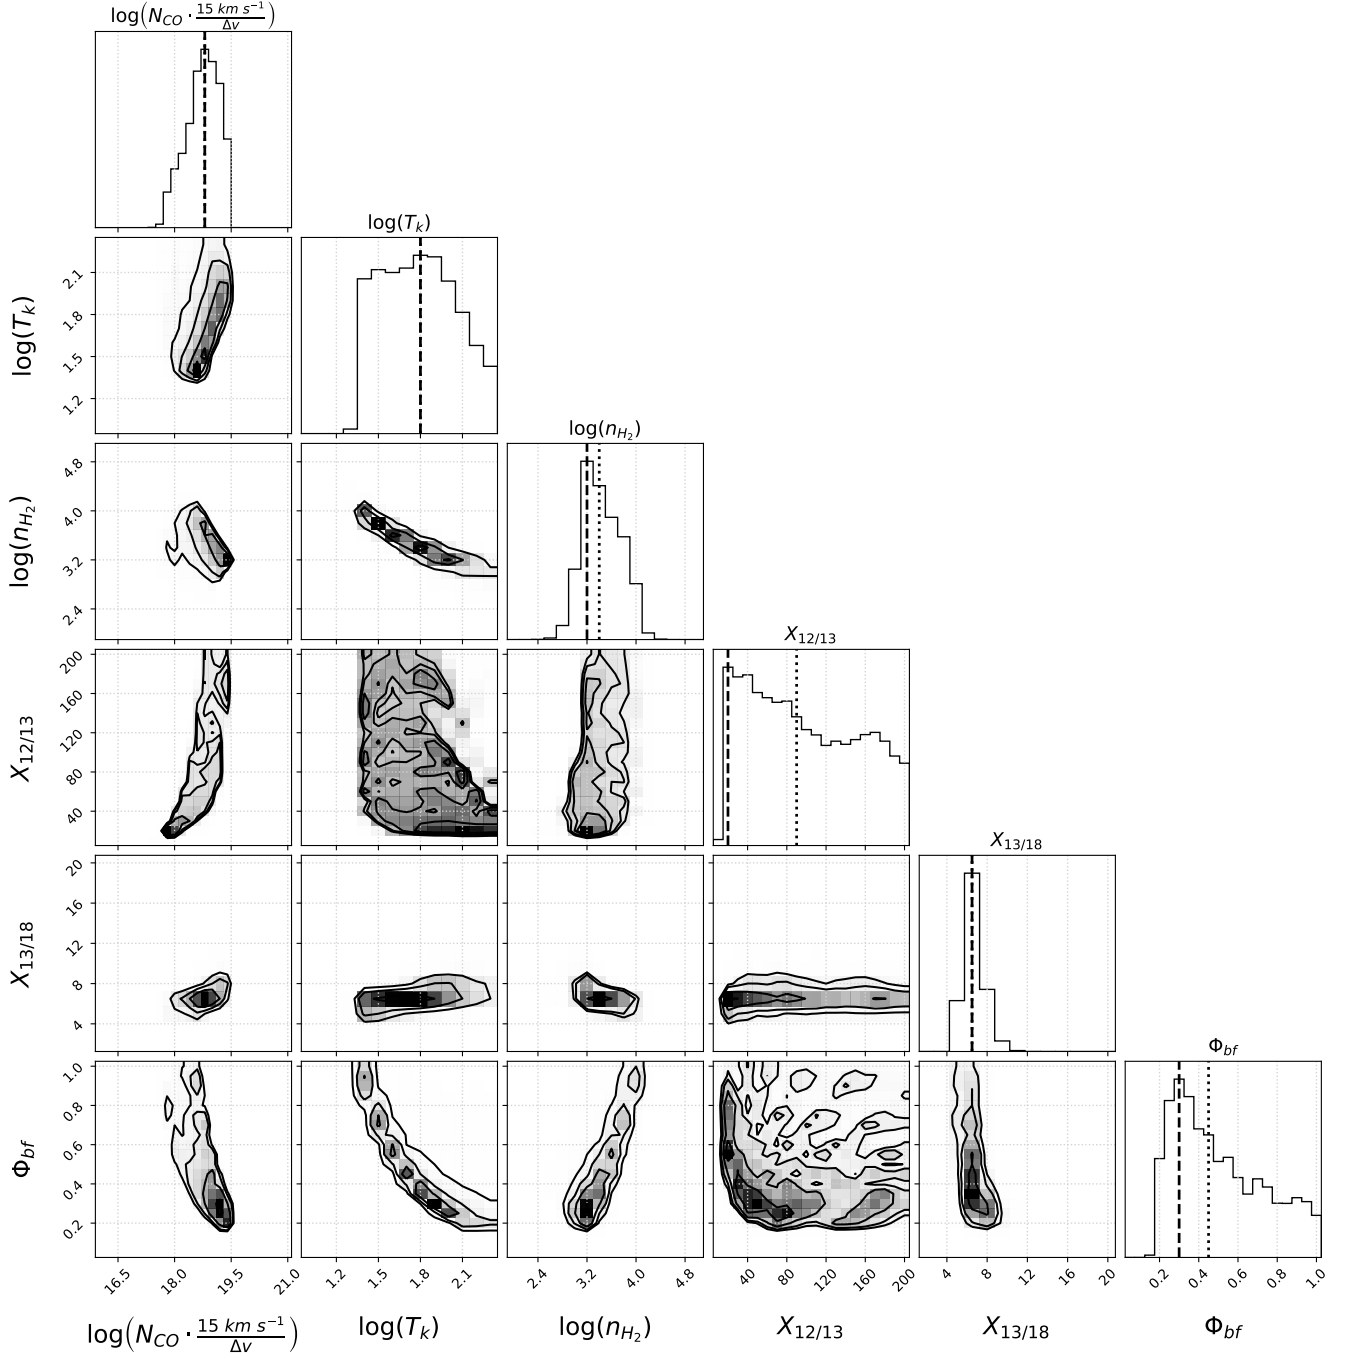 log(N_CO · 15 km s⁻¹ / Δv)
log(T_k)
2.1
1.8
1.5
1.2
log(T_k)
log(n_H₂)
4.8
4.0
3.2
2.4
log(n_H₂)
X_12/13
200
160
120
80
40
X_12/13
X_13/18
20
16
12
8
4
X_13/18
Φ_bf
1.0
0.8
0.6
0.4
0.2
Φ_bf
16.5 18.0 19.5 21.0 1.2 1.5 1.8 2.1 2.4 3.2 4.0 4.8 40 80 120 160 200 4 8 12 16 20 0.2 0.4 0.6 0.8 1.0
log(N_CO · 15 km s⁻¹ / Δv) log(T_k) log(n_H₂) X_12/13 X_13/18 Φ_bf